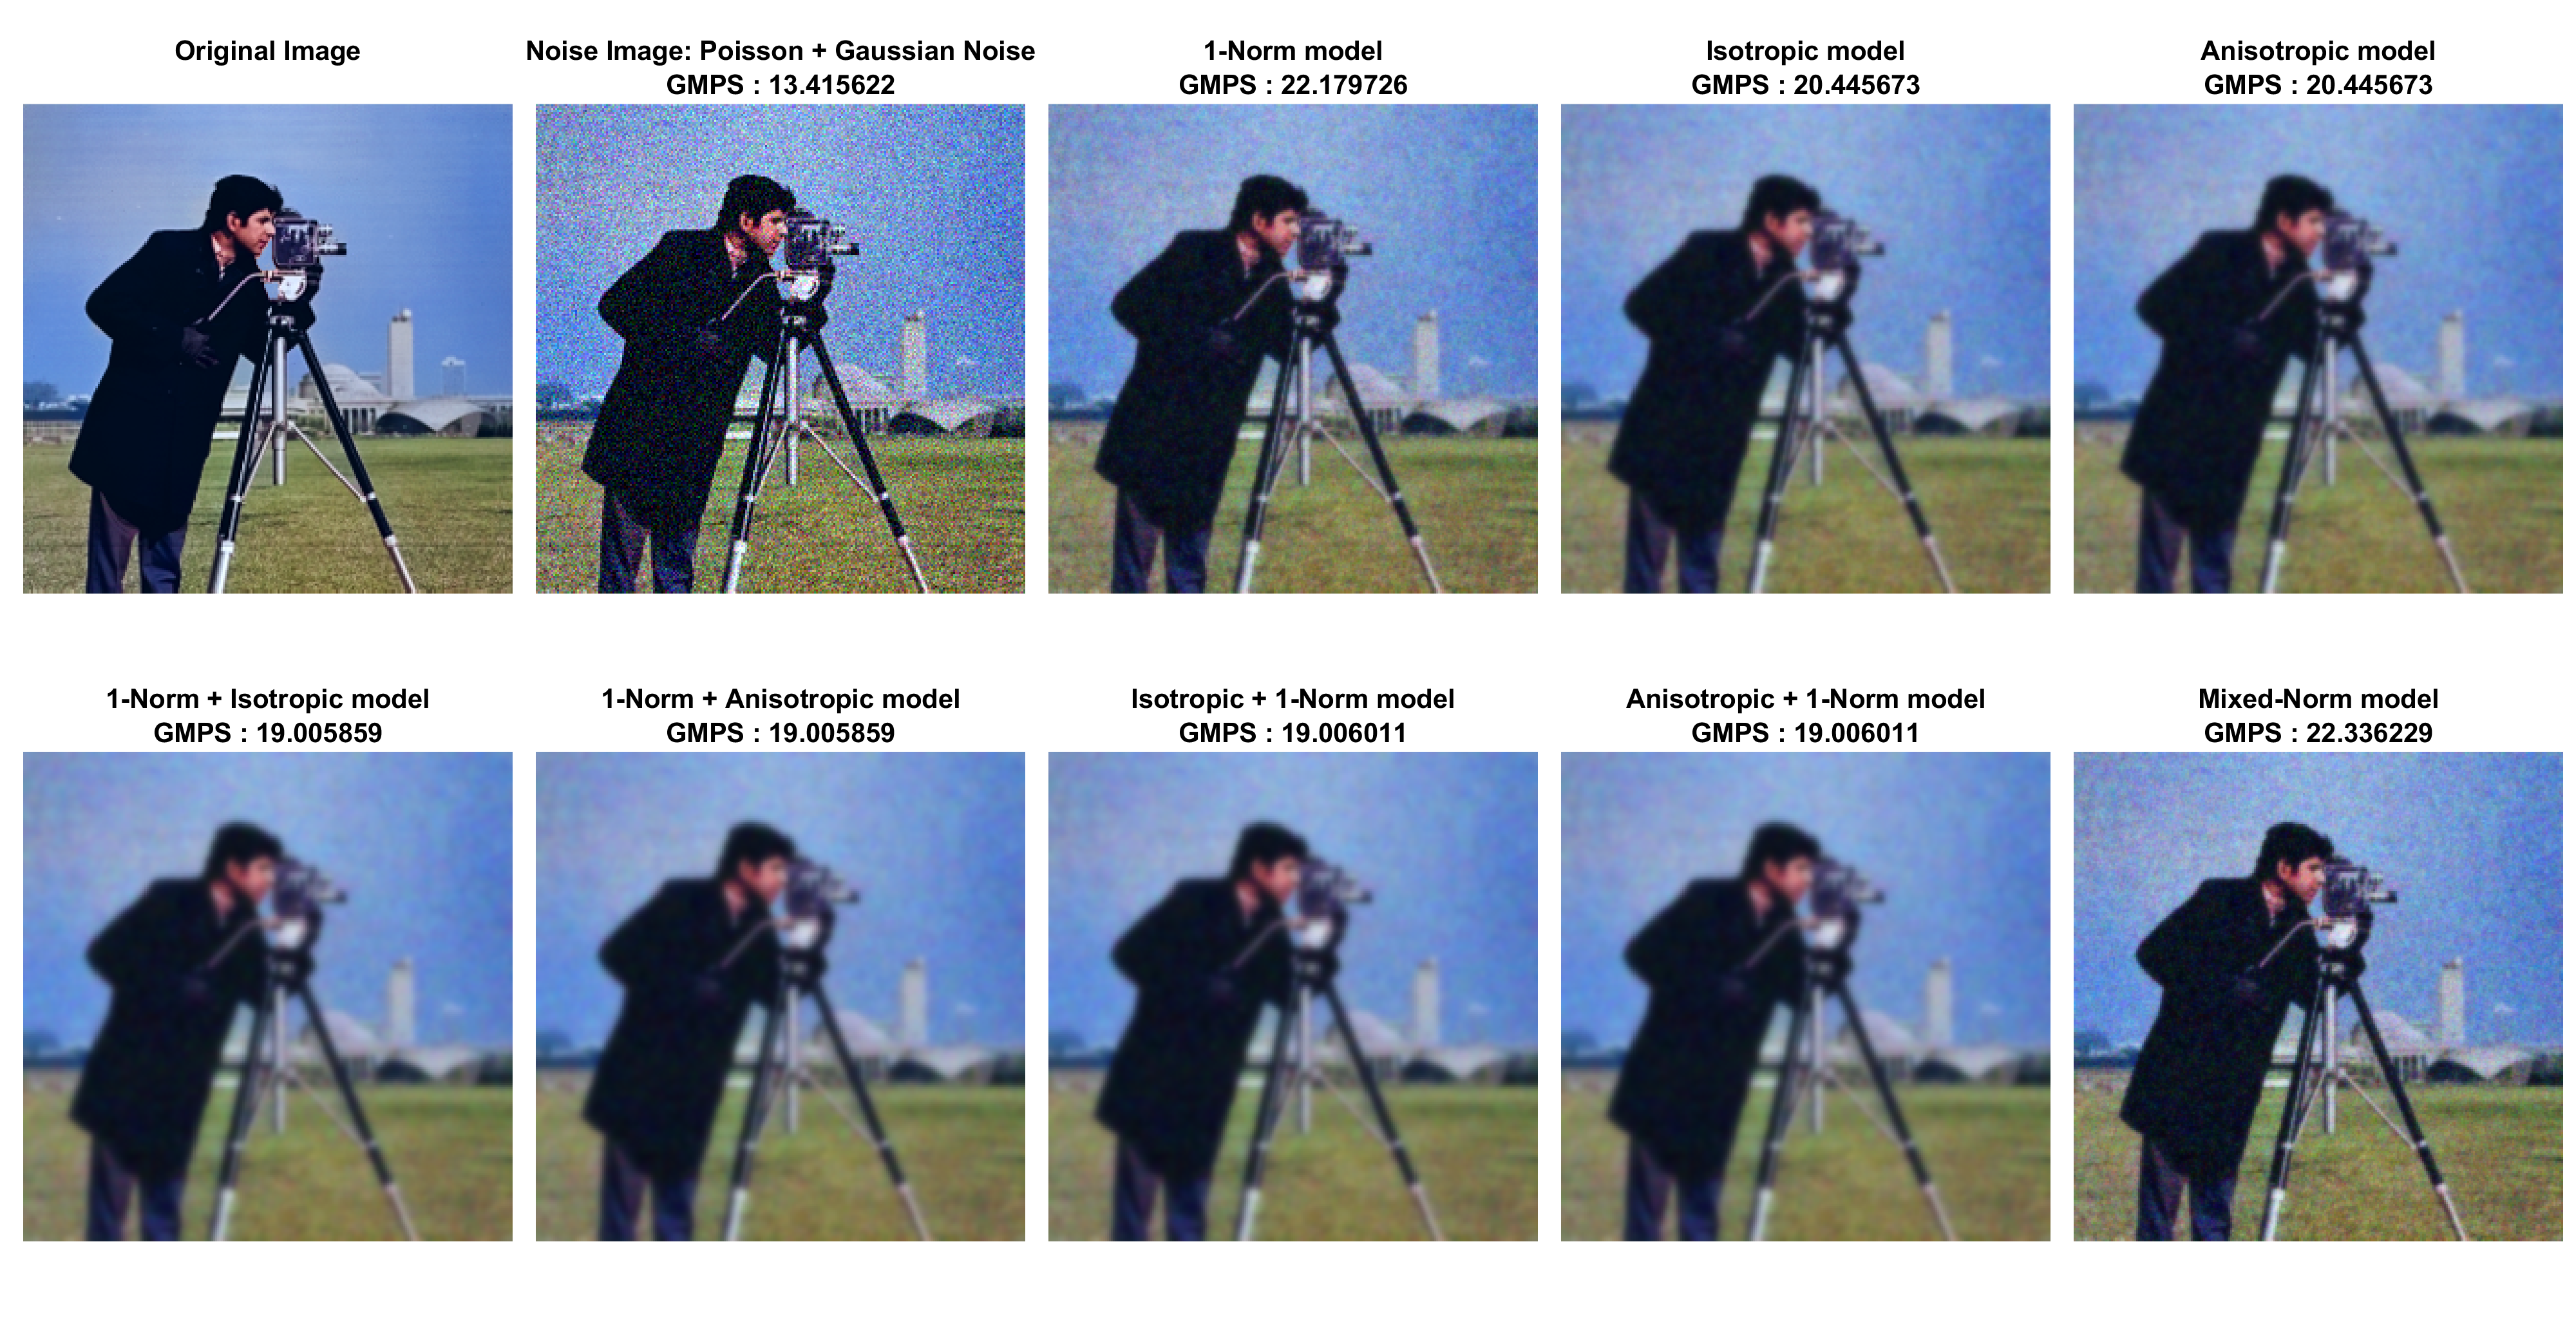 Original Image
Noise Image: Poisson + Gaussian Noise
GMPS : 13.415622
1-Norm model
GMPS : 22.179726
Isotropic model
GMPS : 20.445673
Anisotropic model
GMPS : 20.445673
1-Norm + Isotropic model
GMPS : 19.005859
1-Norm + Anisotropic model
GMPS : 19.005859
Isotropic + 1-Norm model
GMPS : 19.006011
Anisotropic + 1-Norm model
GMPS : 19.006011
Mixed-Norm model
GMPS : 22.336229